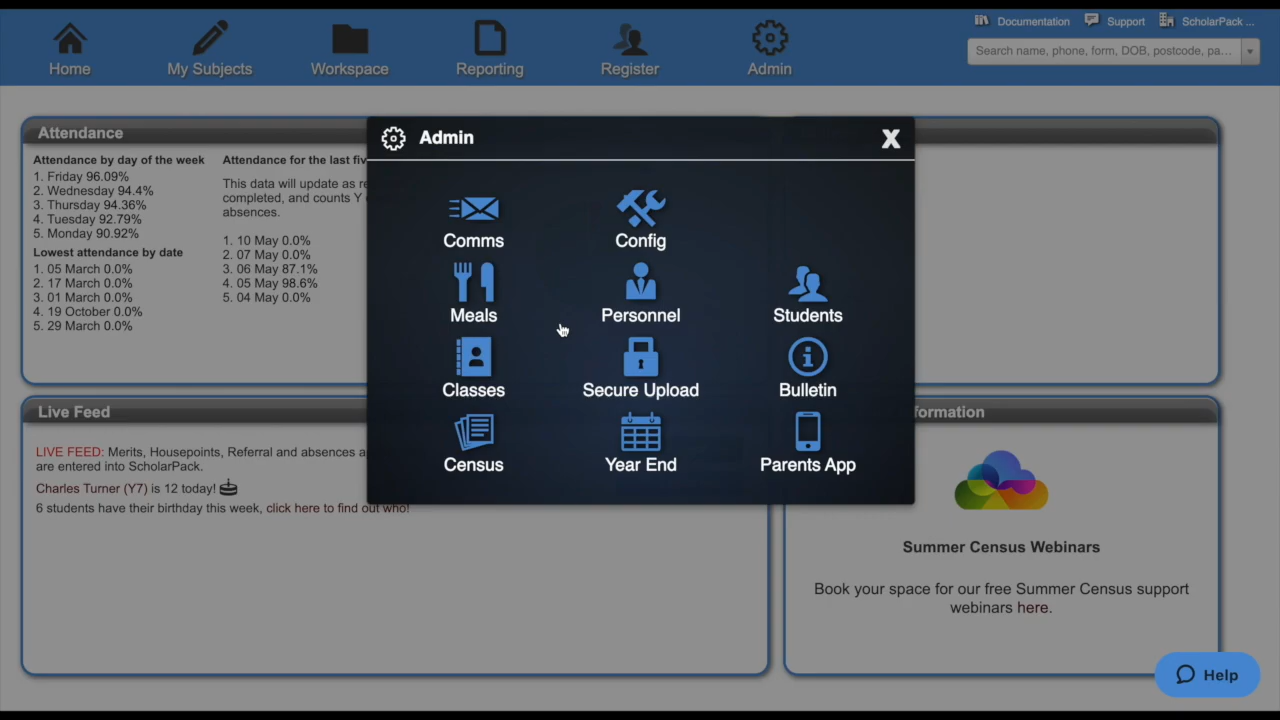 Documentation
Support
ScholarPack ...
Search name, phone, form, DOB, postcode, pa...
Home
My Subjects
Workspace
Reporting
Register
Admin
Attendance
Attendance by day of the week
1. Friday 96.09%
2. Wednesday 94.4%
3. Thursday 94.36%
4. Tuesday 92.79%
5. Monday 90.92%
Lowest attendance by date
1. 05 March 0.0%
2. 17 March 0.0%
3. 01 March 0.0%
4. 19 October 0.0%
5. 29 March 0.0%
Attendance for the last fiv
This data will update as re
completed, and counts Y
absences.
1. 10 May 0.0%
2. 07 May 0.0%
3. 06 May 87.1%
4. 05 May 98.6%
5. 04 May 0.0%
Admin
X
Comms
Config
Meals
Personnel
Students
Classes
Secure Upload
Bulletin
Census
Year End
Parents App
Live Feed
LIVE FEED: Merits, Housepoints, Referral and absences a
are entered into ScholarPack.
Charles Turner (Y7) is 12 today!
6 students have their birthday this week, click here to find out who!
formation
Summer Census Webinars
Book your space for our free Summer Census support
webinars here.
Help